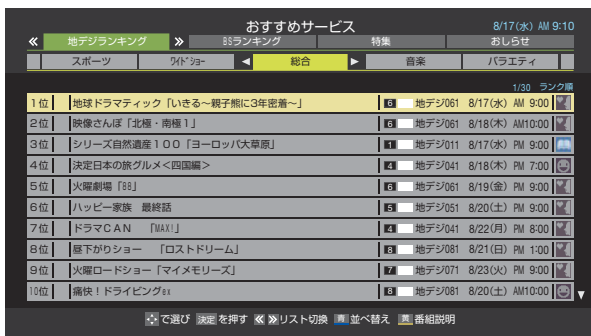 おすすめサービス 8/17(水) AM 9:10
≪ 地デジランキング ≫ BSランキング 特集 おしらせ
スポーツ ワイドショー ◀ 総合 ▶ 音楽 バラエティ
1/30 ランク順
1位 地球ドラマティック「いきる～親子熊に3年密着～」 6 地デジ061 8/17(水) AM 9:00
2位 映像さんぽ「北極・南極1」 6 地デジ061 8/18(木) AM10:00
3位 シリーズ自然遺産100「ヨーロッパ大草原」 1 地デジ011 8/17(水) PM 9:00
4位 決定日本の旅グルメ＜四国編＞ 4 地デジ041 8/18(木) PM 7:00
5位 火曜劇場「B8」 6 地デジ061 8/19(金) PM 9:00
6位 ハッピー家族 最終話 5 地デジ051 8/20(土) PM 9:00
7位 ドラマCAN 「MAX!」 4 地デジ041 8/22(月) PM 8:00
8位 昼下がりショー 「ロストドリーム」 8 地デジ081 8/21(日) PM 1:00
9位 火曜ロードショー「マイメモリーズ」 7 地デジ071 8/23(火) PM 9:00
10位 痛快！ドライビングEX 8 地デジ081 8/20(土) AM10:00 ▼
で選び 決定 を押す ≪ ≫リスト切換 青 並べ替え 黄 番組説明